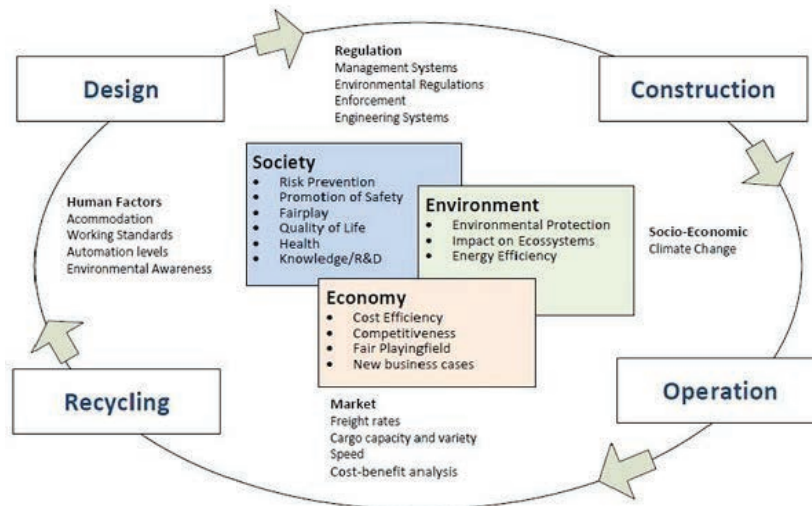 Regulation
Management Systems
Environmental Regulations
Enforcement
Engineering Systems
Design
Construction
Society
• Risk Prevention
• Promotion of Safety
• Fairplay
• Quality of Life
• Health
• Knowledge/R&D
Environment
• Environmental Protection
• Impact on Ecosystems
• Energy Efficiency
Human Factors
Acommodation
Working Standards
Automation levels
Environmental Awareness
Socio-Economic
Climate Change
Economy
• Cost Efficiency
• Competitiveness
• Fair Playingfield
• New business cases
Recycling
Operation
Market
Freight rates
Cargo capacity and variety
Speed
Cost-benefit analysis